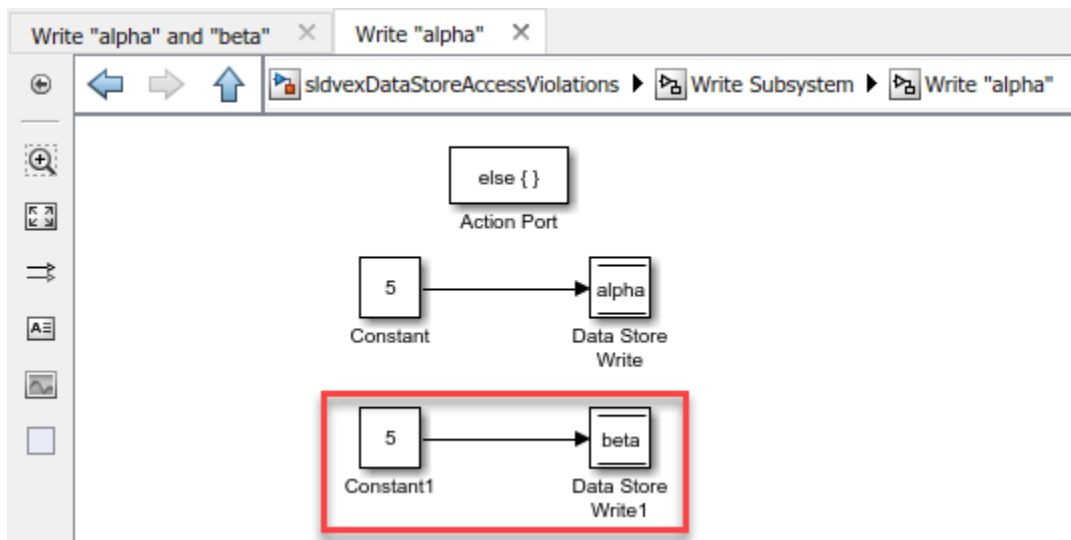 Write "alpha" and "beta"
Write "alpha"
sldvexDataStoreAccessViolations Write Subsystem Write "alpha"
else { }
Action Port
5
alpha
Constant
Data Store
Write
5
beta
Constant1
Data Store
Write1
A